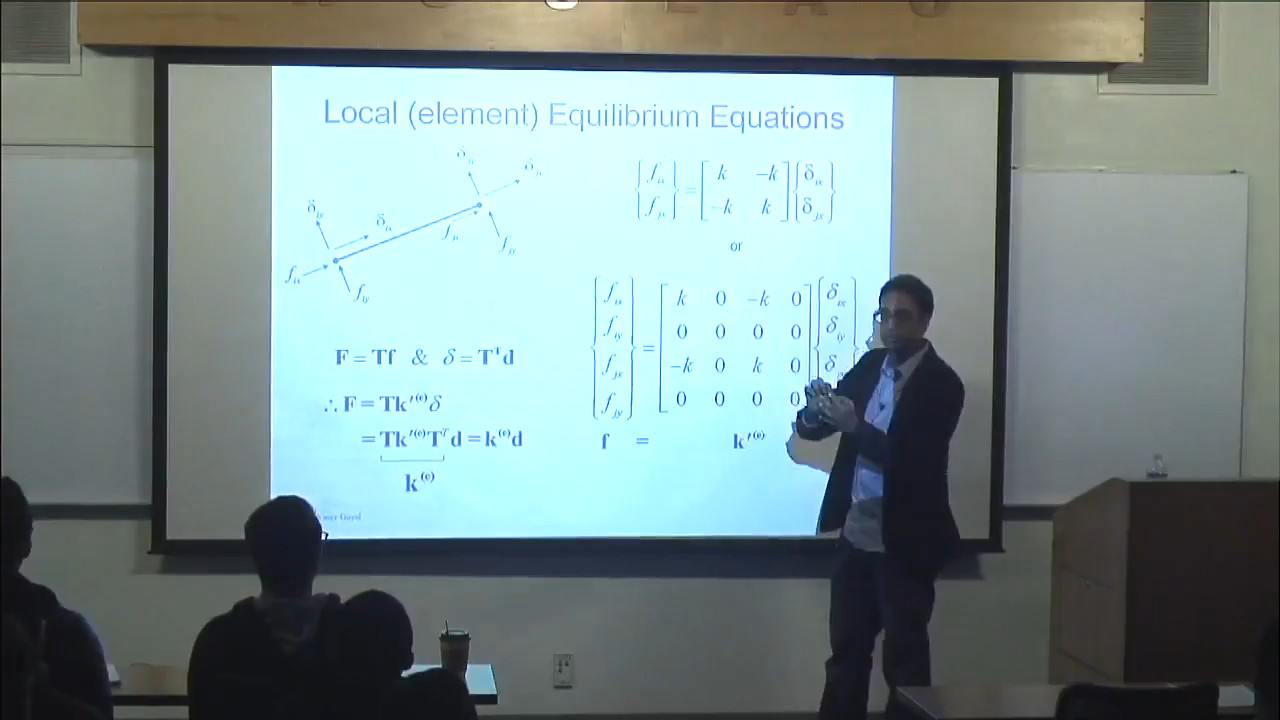 Local (element) Equilibrium Equations
δ_iy
δ_ix
f_ix
f_iy
δ_jy
δ_jx
f_jx
f_jy
{f_ix f_jx} = [k −k; −k k] {δ_ix δ_jx}
or
{f_ix f_iy f_jx f_jy} = [k 0 −k 0; 0 0 0 0; −k 0 k 0; 0 0 0 0] {δ_ix δ_iy δ_j
f = k′^(e)
F = Tf & δ = T^T d
∴ F = Tk′^(e) δ
= Tk′^(e) T^T d = k^(e) d
k^(e)
Goyal